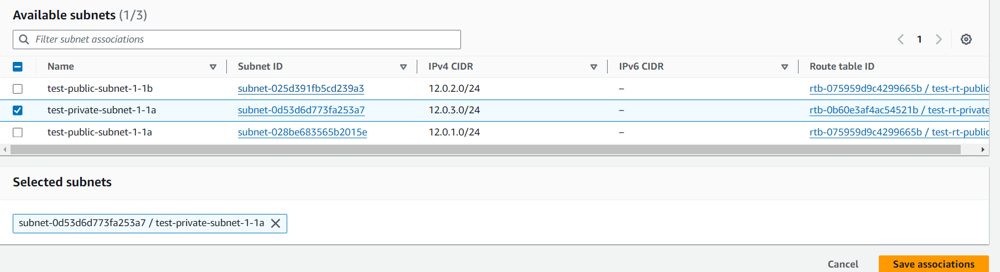 Available subnets (1/3)
Filter subnet associations
1
Name Subnet ID IPv4 CIDR IPv6 CIDR Route table ID
test-public-subnet-1-1b subnet-025d391fb5cd239a3 12.0.2.0/24 – rtb-075959d9c4299665b / test-rt-public
test-private-subnet-1-1a subnet-0d53d6d773fa253a7 12.0.3.0/24 – rtb-0b60e3af4ac54521b / test-rt-private
test-public-subnet-1-1a subnet-028be683565b2015e 12.0.1.0/24 – rtb-075959d9c4299665b / test-rt-public
Selected subnets
subnet-0d53d6d773fa253a7 / test-private-subnet-1-1a
Cancel Save associations